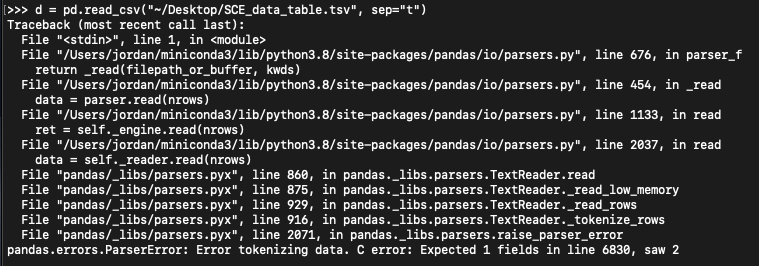 [>>> d = pd.read_csv("~/Desktop/SCE_data_table.tsv", sep="t")
Traceback (most recent call last):
  File "<stdin>", line 1, in <module>
  File "/Users/jordan/miniconda3/lib/python3.8/site-packages/pandas/io/parsers.py", line 676, in parser_f
    return _read(filepath_or_buffer, kwds)
  File "/Users/jordan/miniconda3/lib/python3.8/site-packages/pandas/io/parsers.py", line 454, in _read
    data = parser.read(nrows)
  File "/Users/jordan/miniconda3/lib/python3.8/site-packages/pandas/io/parsers.py", line 1133, in read
    ret = self._engine.read(nrows)
  File "/Users/jordan/miniconda3/lib/python3.8/site-packages/pandas/io/parsers.py", line 2037, in read
    data = self._reader.read(nrows)
  File "pandas/_libs/parsers.pyx", line 860, in pandas._libs.parsers.TextReader.read
  File "pandas/_libs/parsers.pyx", line 875, in pandas._libs.parsers.TextReader._read_low_memory
  File "pandas/_libs/parsers.pyx", line 929, in pandas._libs.parsers.TextReader._read_rows
  File "pandas/_libs/parsers.pyx", line 916, in pandas._libs.parsers.TextReader._tokenize_rows
  File "pandas/_libs/parsers.pyx", line 2071, in pandas._libs.parsers.raise_parser_error
pandas.errors.ParserError: Error tokenizing data. C error: Expected 1 fields in line 6830, saw 2